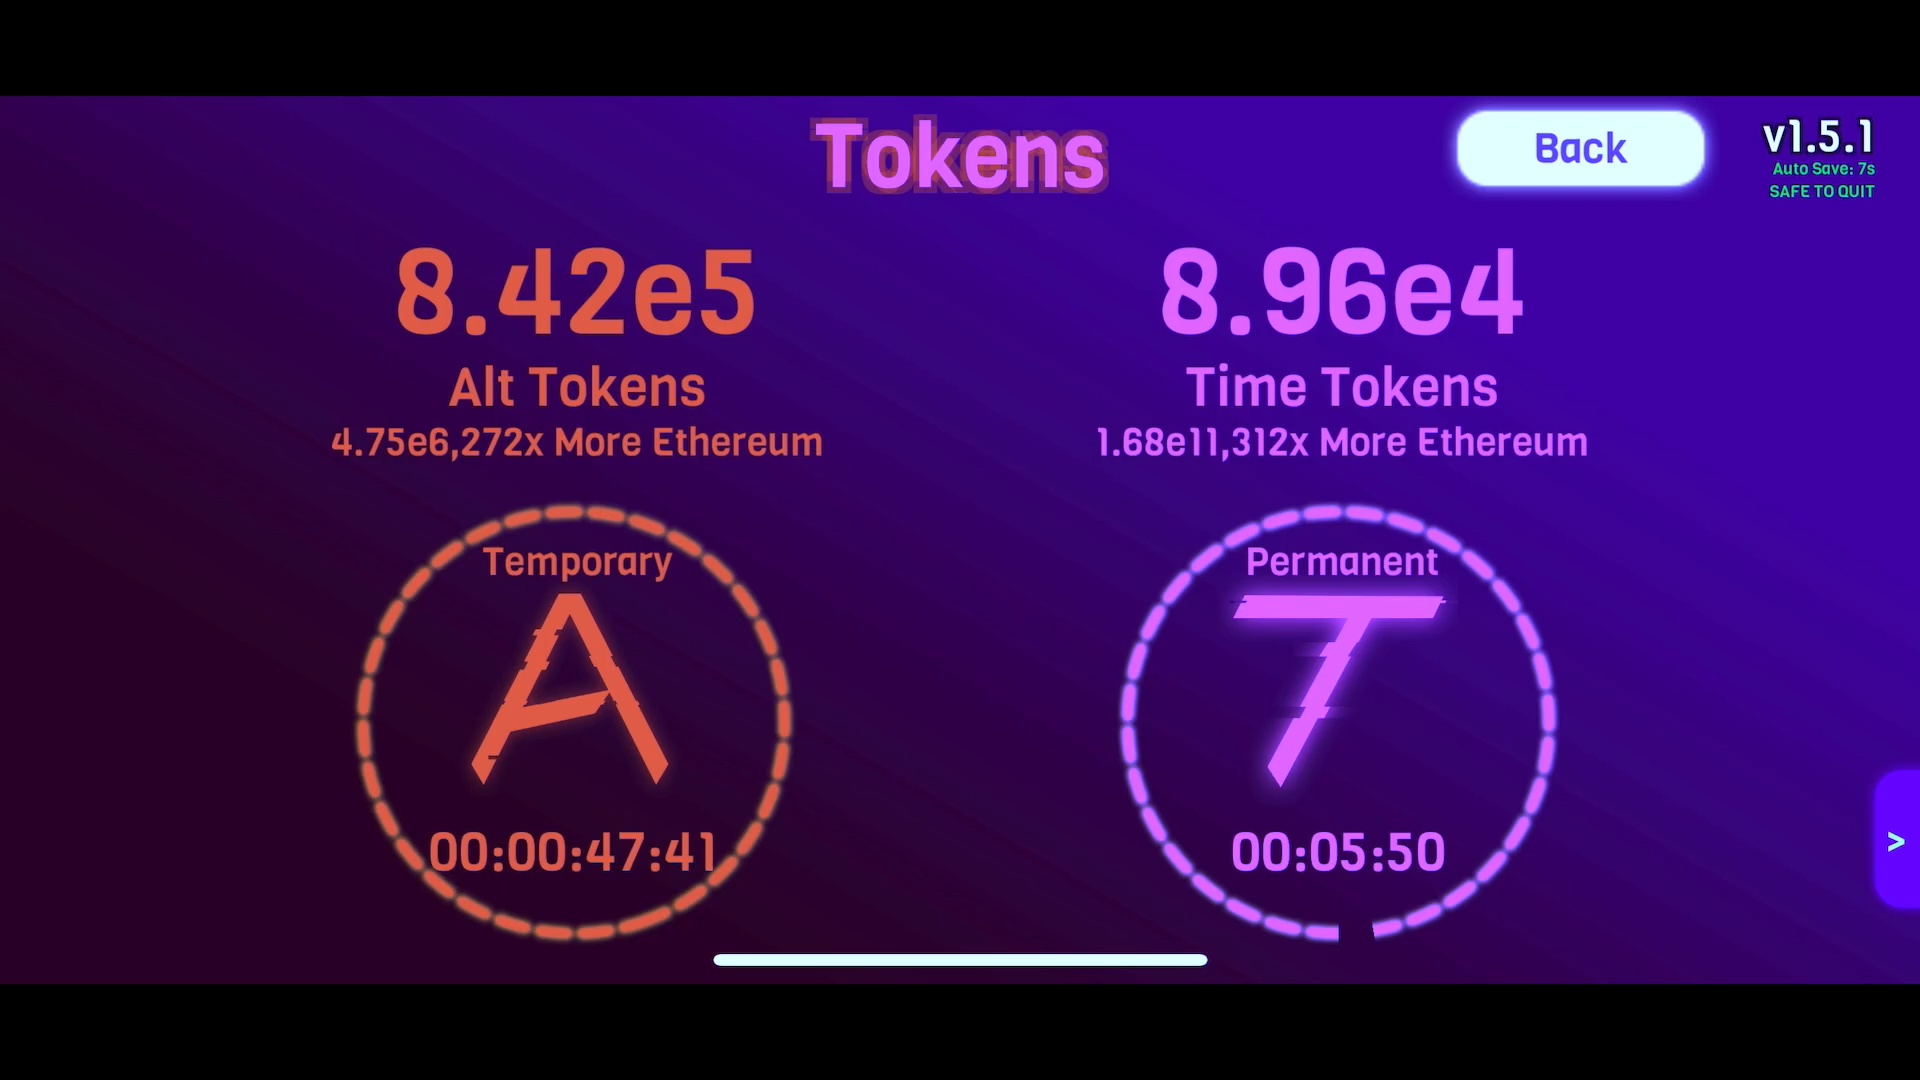 Tokens
Back
v1.5.1
Auto Save: 7s
SAFE TO QUIT
8.42e5
Alt Tokens
4.75e6,272x More Ethereum
Temporary
A
00:00:47:41
8.96e4
Time Tokens
1.68e11,312x More Ethereum
Permanent
T
00:05:50
>